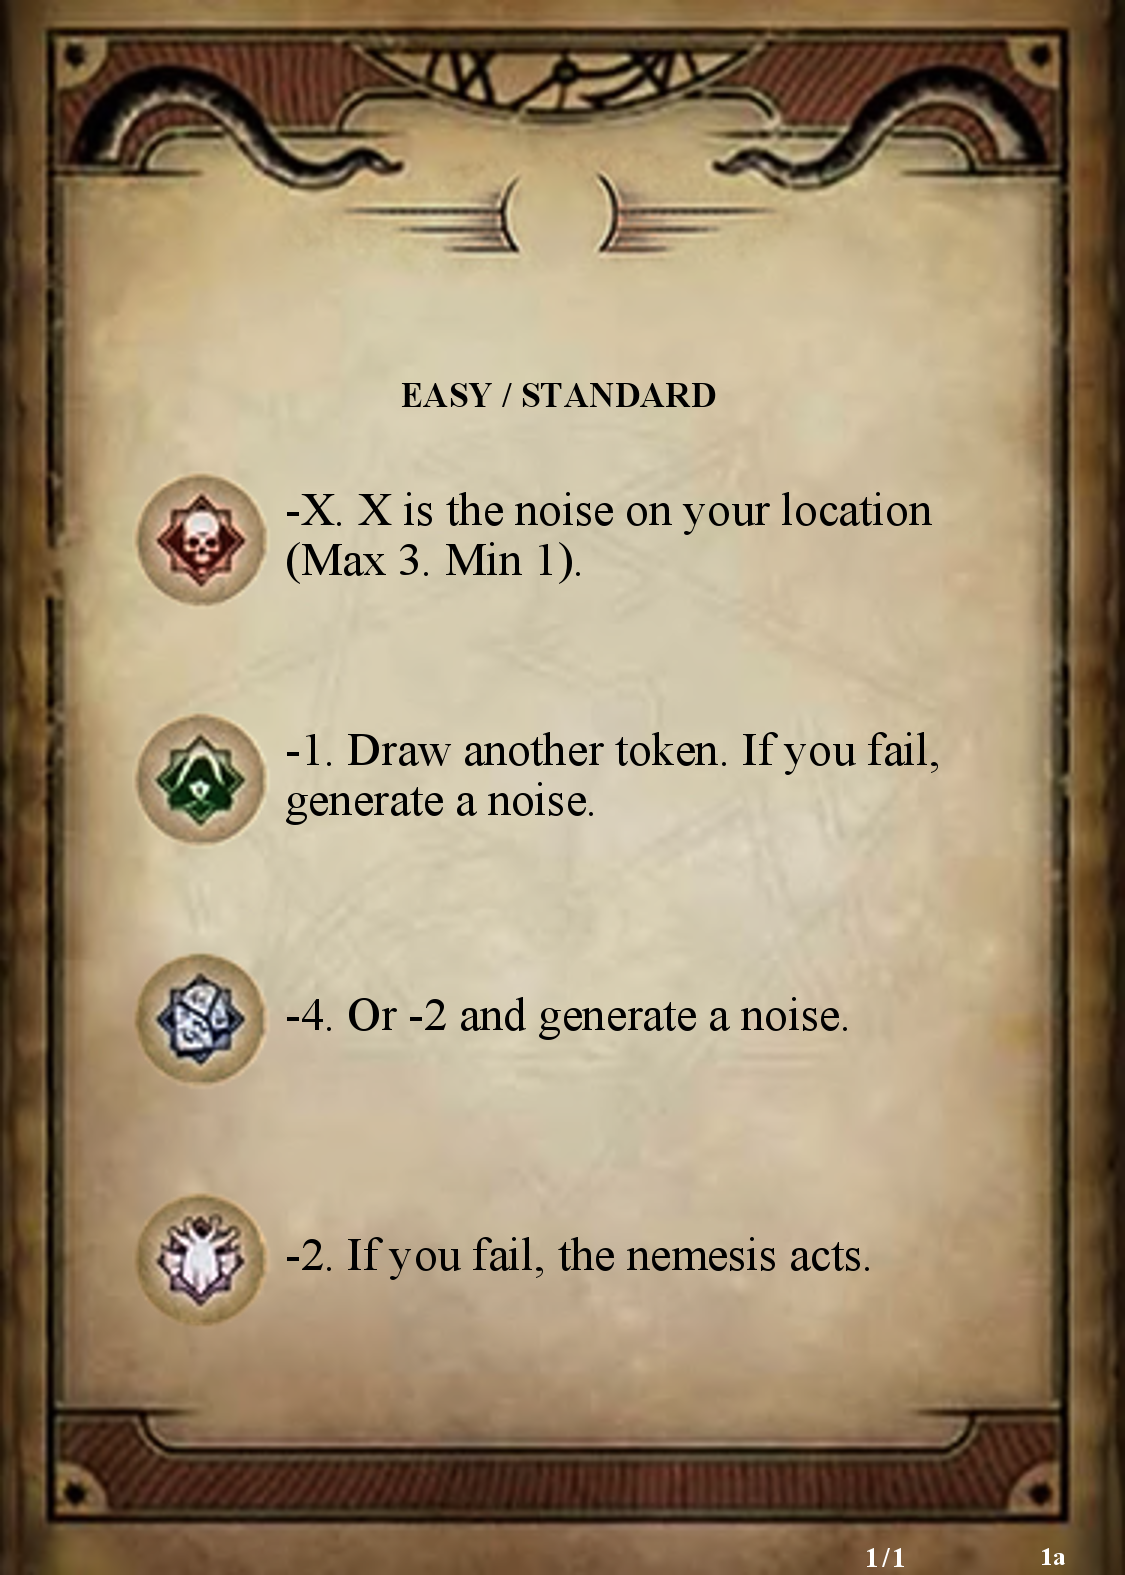 EASY / STANDARD
-X. X is the noise on your location
(Max 3. Min 1).
-1. Draw another token. If you fail,
generate a noise.
-4. Or -2 and generate a noise.
-2. If you fail, the nemesis acts.
1/1
1a